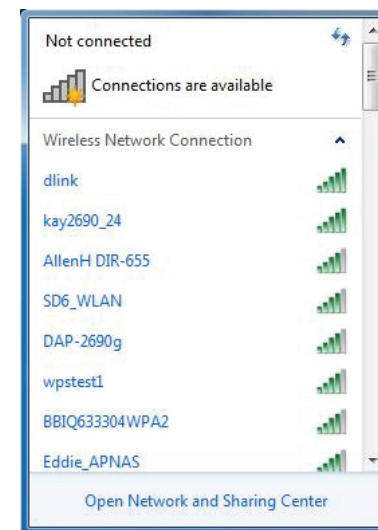 Not connected
Connections are available
Wireless Network Connection
dlink
kay2690_24
AllenH DIR-655
SD6_WLAN
DAP-2690g
wpstest1
BBIQ633304WPA2
Eddie_APNAS
Open Network and Sharing Center